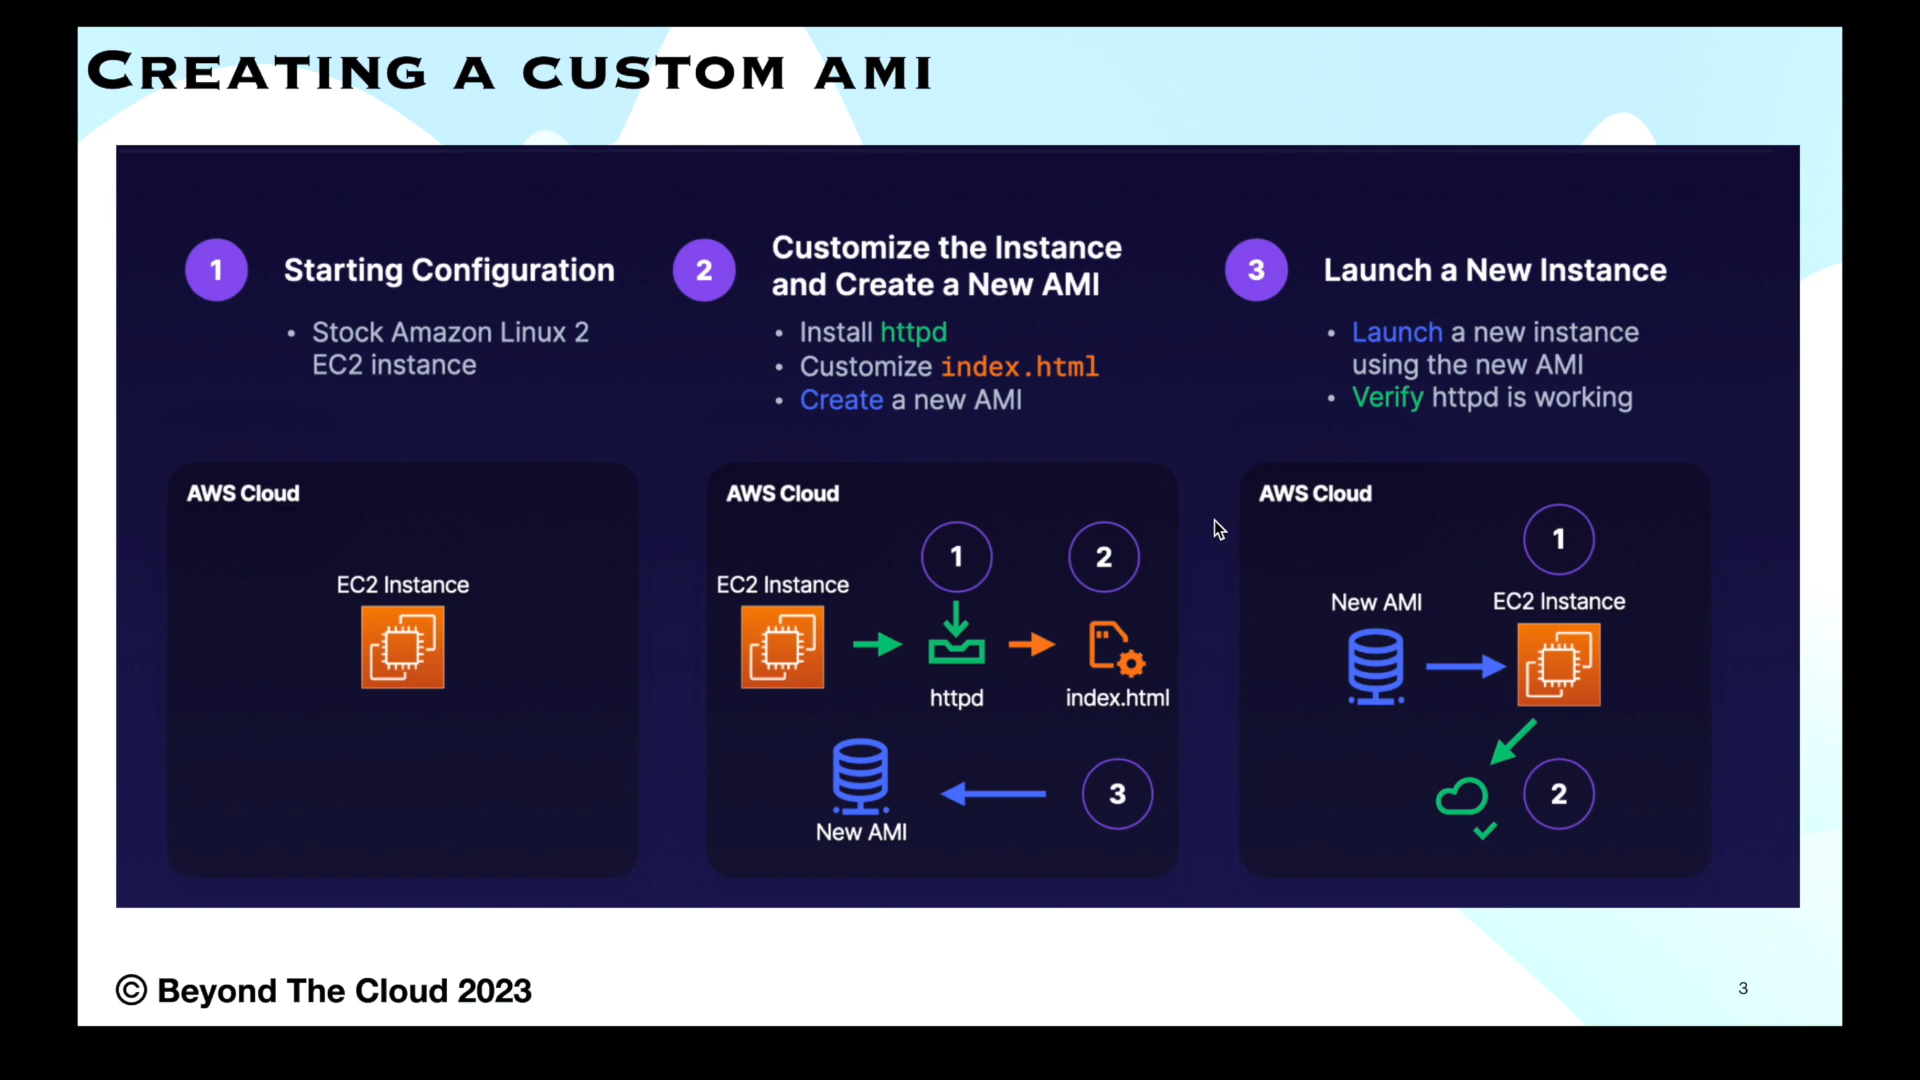 CREATING A CUSTOM AMI
1 Starting Configuration
• Stock Amazon Linux 2
EC2 instance
2 Customize the Instance
and Create a New AMI
• Install httpd
• Customize index.html
• Create a new AMI
3 Launch a New Instance
• Launch a new instance
using the new AMI
• Verify httpd is working
AWS Cloud
EC2 Instance
AWS Cloud
1
2
EC2 Instance
httpd
index.html
3
New AMI
AWS Cloud
1
New AMI
EC2 Instance
2
© Beyond The Cloud 2023
3